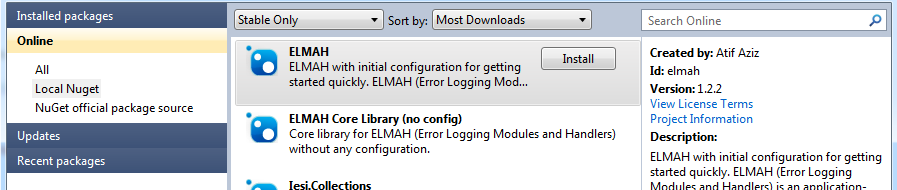 Installed packages
Online
All
Local Nuget
NuGet official package source
Updates
Recent packages
Stable Only
Sort by: Most Downloads
ELMAH
ELMAH with initial configuration for getting
started quickly. ELMAH (Error Logging Mod...
Install
ELMAH Core Library (no config)
Core library for ELMAH (Error Logging Modules and Handlers)
without any configuration.
Iesi.Collections
Search Online
Created by: Atif Aziz
Id: elmah
Version: 1.2.2
View License Terms
Project Information
Description:
ELMAH with initial configuration for getting
started quickly. ELMAH (Error Logging
Modules and Handlers) is an application-